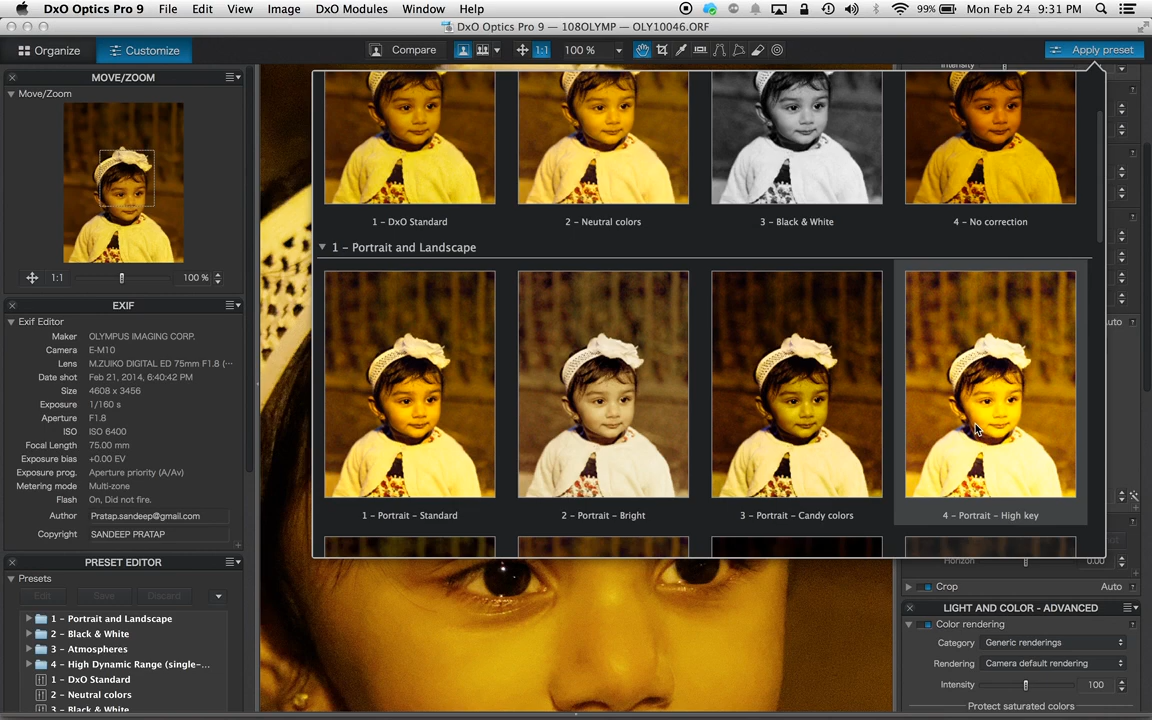 DxO Optics Pro 9 File Edit View Image DxO Modules Window Help 99% Mon Feb 24 9:31 PM
DxO Optics Pro 9 — 108OLYMP — OLY10046.ORF
Organize Customize Compare 1:1 100 % Apply preset
MOVE/ZOOM
Move/Zoom
1:1 100 %
EXIF
Exif Editor
Maker OLYMPUS IMAGING CORP.
Camera E-M10
Lens M.ZUIKO DIGITAL ED 75mm F1.8 (···
Date shot Feb 21, 2014, 6:40:42 PM
Size 4608 x 3456
Exposure 1/160 s
Aperture F1.8
ISO ISO 6400
Focal Length 75.00 mm
Exposure bias +0.00 EV
Exposure prog. Aperture priority (A/Av)
Metering mode Multi-zone
Flash On, Did not fire.
Author Pratap.sandeep@gmail.com
Copyright SANDEEP PRATAP
PRESET EDITOR
Presets
Edit Save Discard
1 – Portrait and Landscape
2 – Black & White
3 – Atmospheres
4 – High Dynamic Range (single-...
1 – DxO Standard
2 – Neutral colors
3 – Black & White
1 – DxO Standard
2 – Neutral colors
3 – Black & White
4 – No correction
1 – Portrait and Landscape
1 – Portrait – Standard
2 – Portrait – Bright
3 – Portrait – Candy colors
4 – Portrait – High key
Intensity
Horizon 0.00
Crop Auto
LIGHT AND COLOR - ADVANCED
Color rendering
Category Generic renderings
Rendering Camera default rendering
Intensity 100
Protect saturated colors